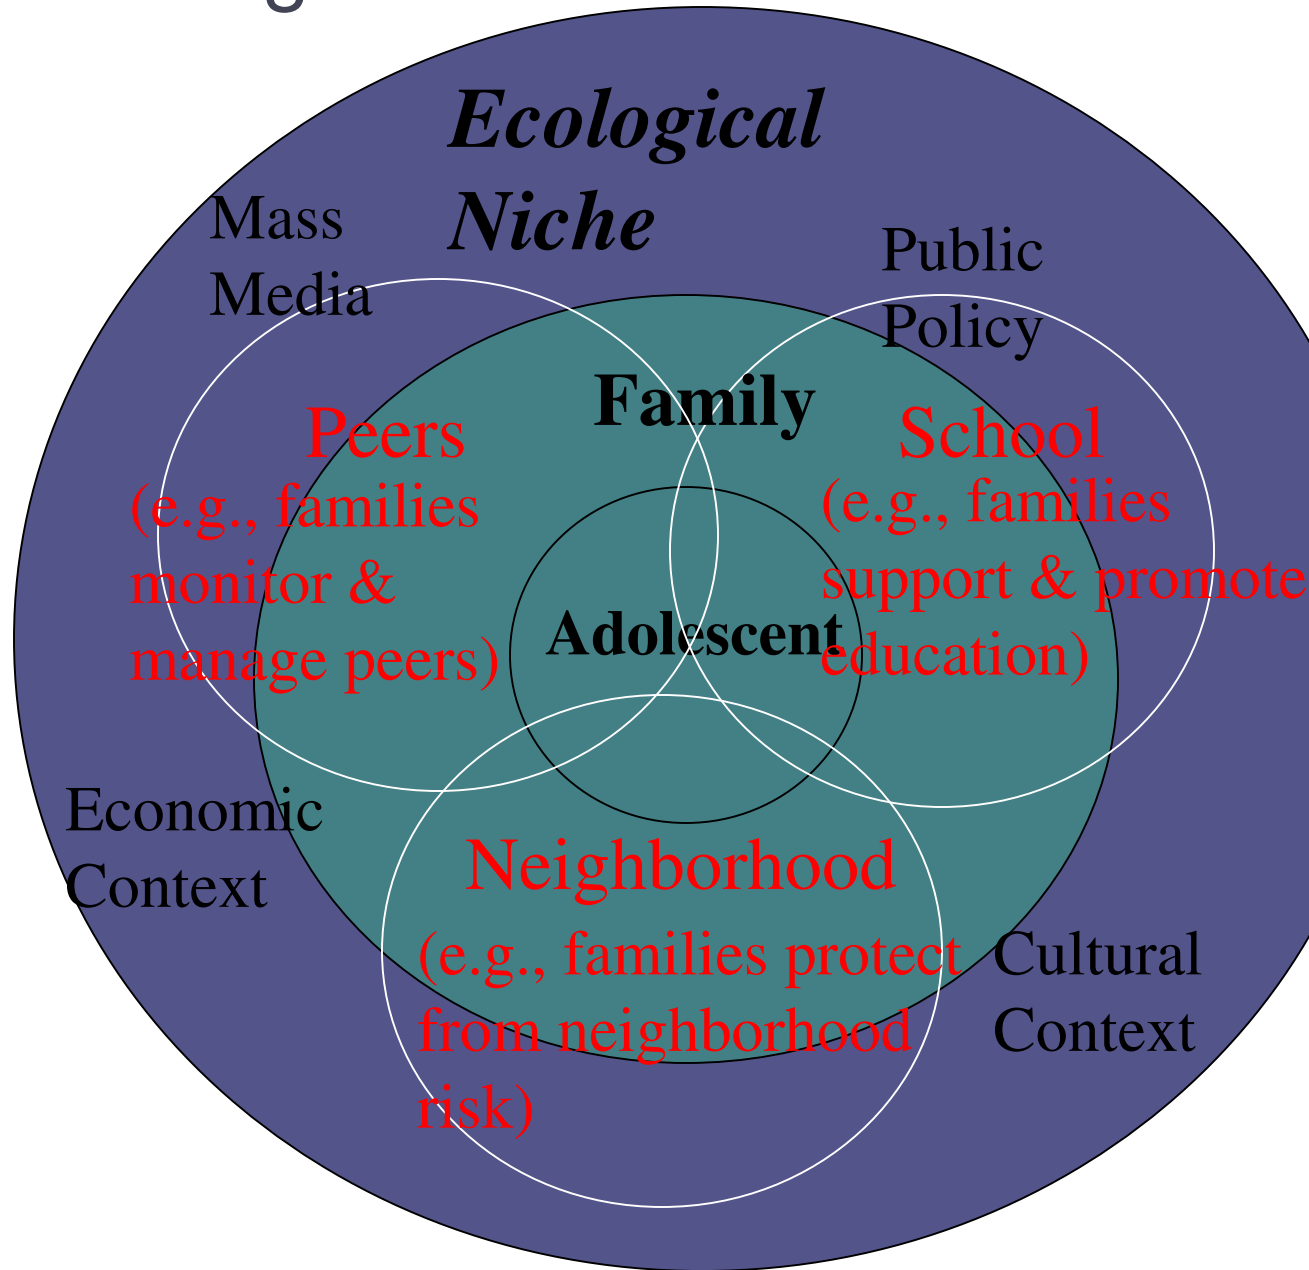 Ecological
Niche
Mass
Media
Public
Policy
Family
Peers
(e.g., families
monitor &
manage peers)
School
(e.g., families
support & promote
education)
Adolescent
Economic
Context
Neighborhood
(e.g., families protect
from neighborhood
risk)
Cultural
Context